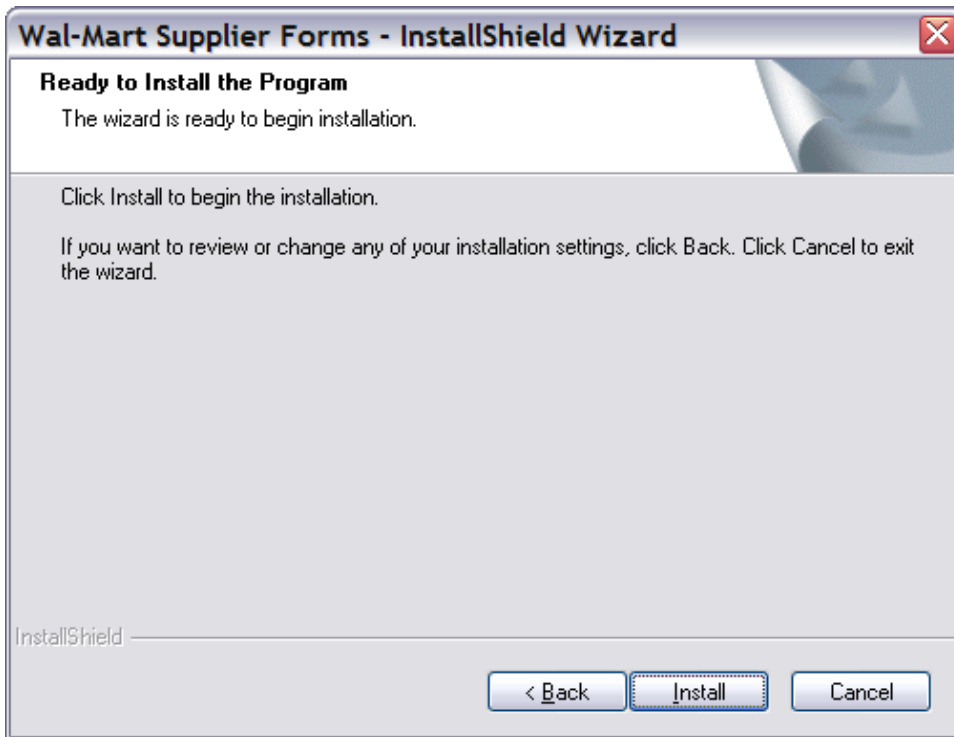 Wal-Mart Supplier Forms - InstallShield Wizard
Ready to Install the Program
The wizard is ready to begin installation.
Click Install to begin the installation.
If you want to review or change any of your installation settings, click Back. Click Cancel to exit
the wizard.
InstallShield
< Back
Install
Cancel